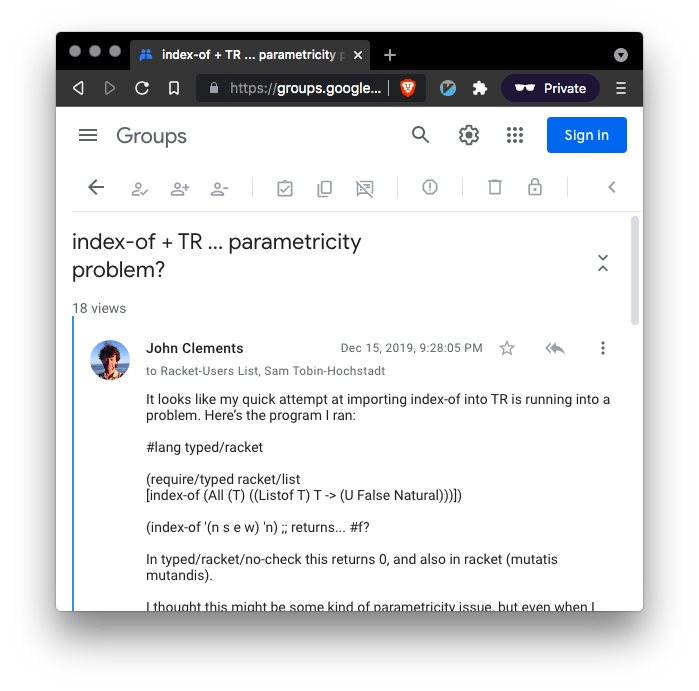 index-of + TR ... parametricity p
https://groups.google...
Private
Groups
Sign in
index-of + TR ... parametricity
problem?
18 views
John Clements
Dec 15, 2019, 9:28:05 PM
to Racket-Users List, Sam Tobin-Hochstadt
It looks like my quick attempt at importing index-of into TR is running into a
problem. Here’s the program I ran:
#lang typed/racket
(require/typed racket/list
[index-of (All (T) ((Listof T) T -> (U False Natural)))])
(index-of '(n s e w) 'n) ;; returns... #f?
In typed/racket/no-check this returns 0, and also in racket (mutatis
mutandis).
I thought this might be some kind of parametricity issue, but even when I